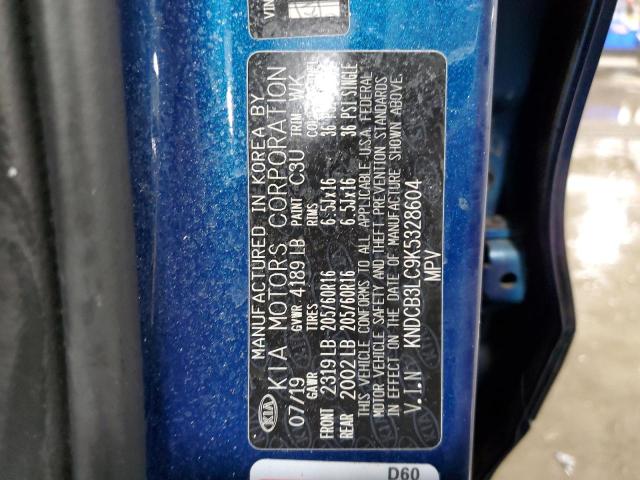 VIN
MANUFACTURED IN KOREA BY
KIA KIA MOTORS CORPORATION
07/19 GVWR 4189 LB PAINT C3U TRIM WK
GAWR TIRES RIMS
FRONT 2319 LB 205/60R16 6.5Jx16 36
REAR 2002 LB 205/60R16 6.5Jx16 36 PSI SINGLE
THIS VEHICLE CONFORMS TO ALL APPLICABLE U.S.A. FEDERAL
MOTOR VEHICLE SAFETY AND THEFT PREVENTION STANDARDS
IN EFFECT ON THE DATE OF MANUFACTURE SHOWN ABOVE.
V.I.N KNDCB3LC9K5328604
MPV
D60